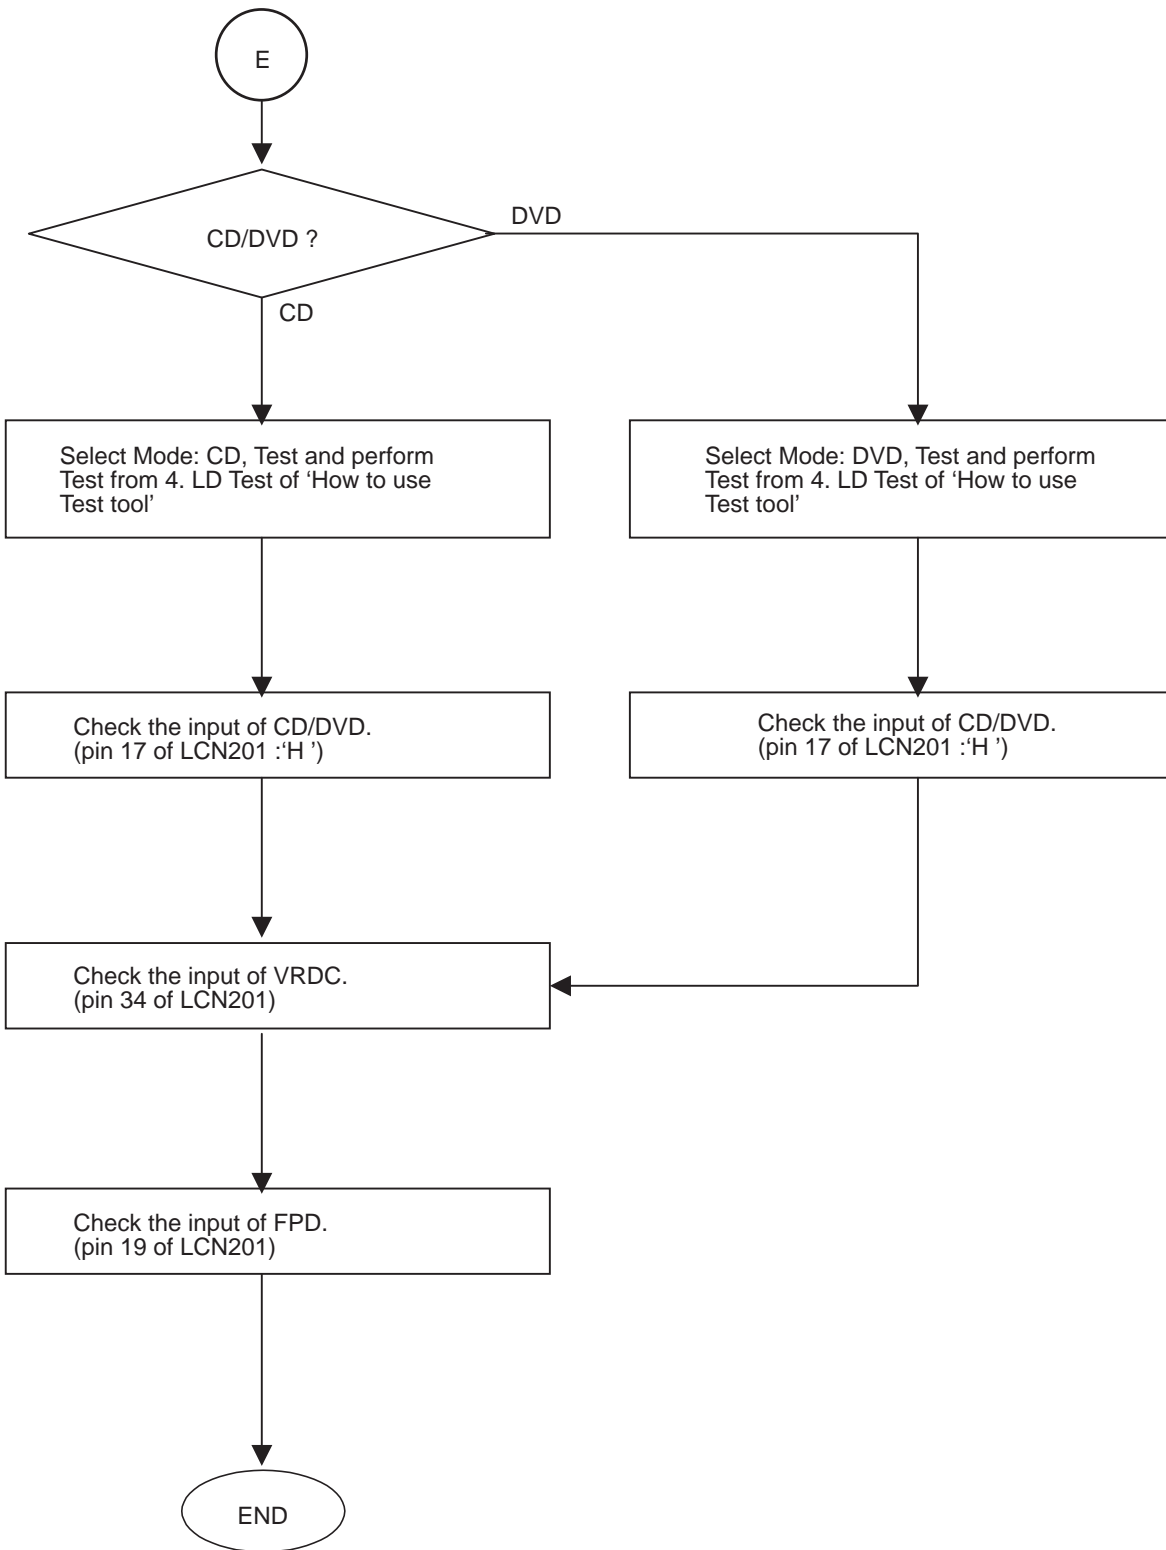 E
CD/DVD ?
DVD
CD
Select Mode: CD, Test and perform
Test from 4. LD Test of ‘How to use
Test tool’
Select Mode: DVD, Test and perform
Test from 4. LD Test of ‘How to use
Test tool’
Check the input of CD/DVD.
(pin 17 of LCN201 :‘H ’)
Check the input of CD/DVD.
(pin 17 of LCN201 :‘H ’)
Check the input of VRDC.
(pin 34 of LCN201)
Check the input of FPD.
(pin 19 of LCN201)
END